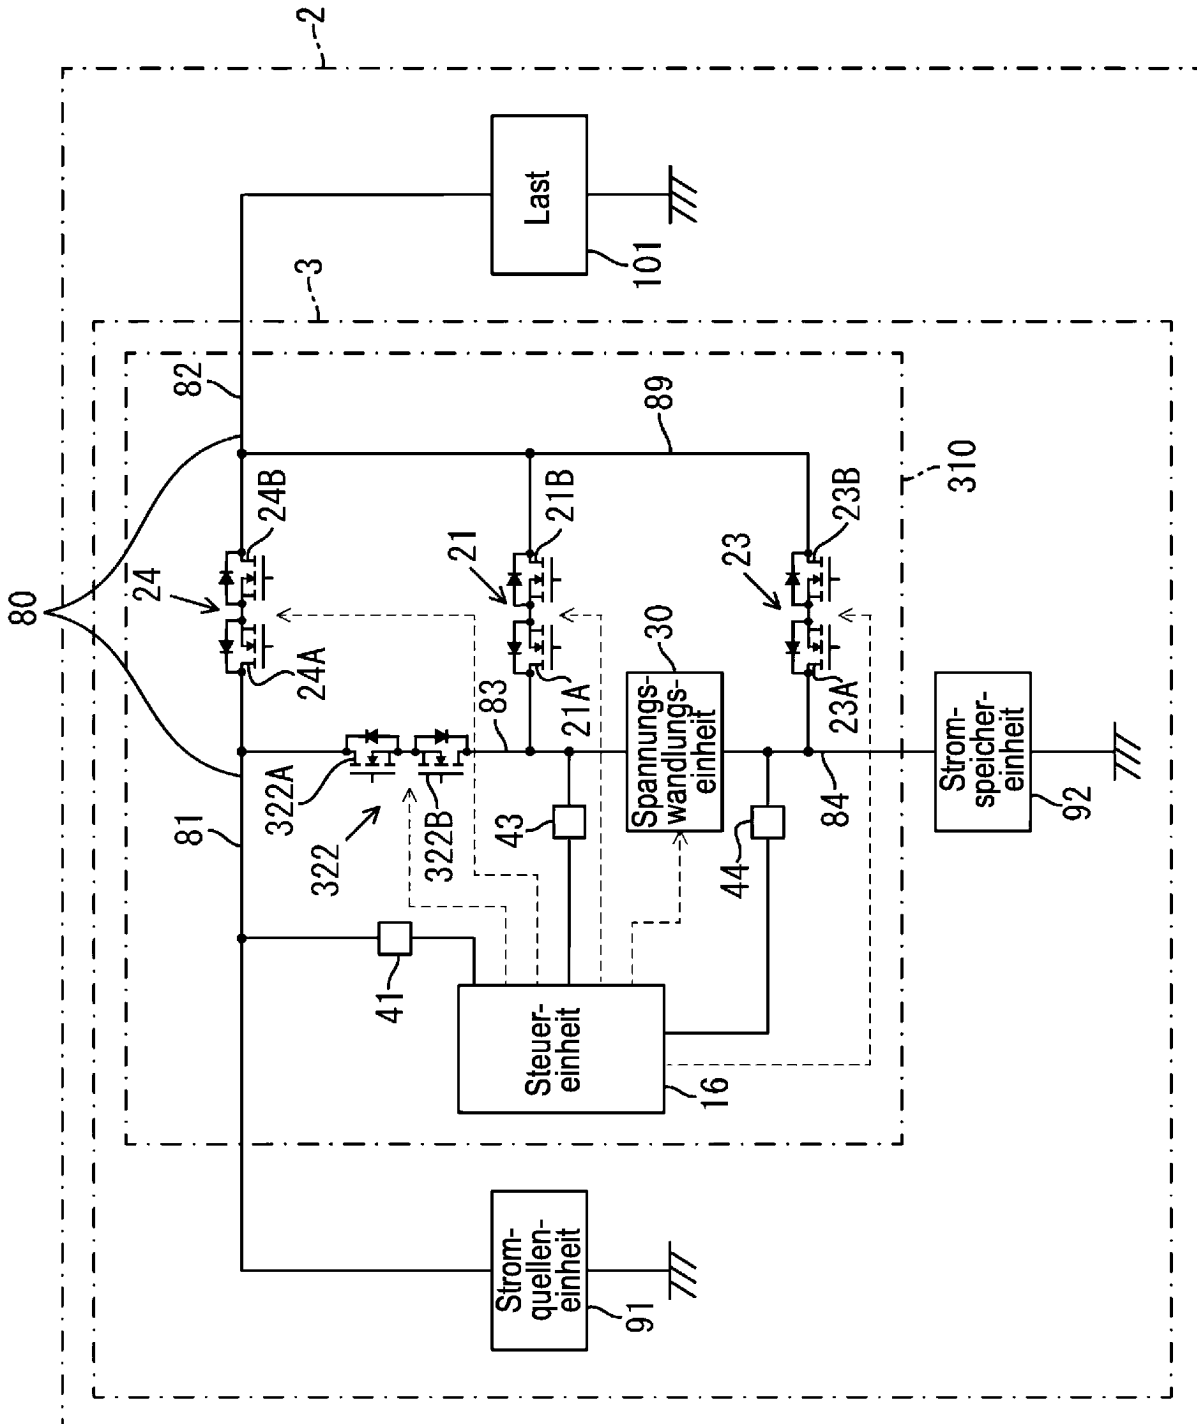 2
3
80
81
82
24
24A
24B
322
322A
322B
83
21
21A
21B
89
310
41
43
Steuer-
einheit
16
Spannungs-
wandlungs-
einheit
30
44
84
23
23A
23B
Strom-
quellen-
einheit
91
Strom-
speicher-
einheit
92
Last
101